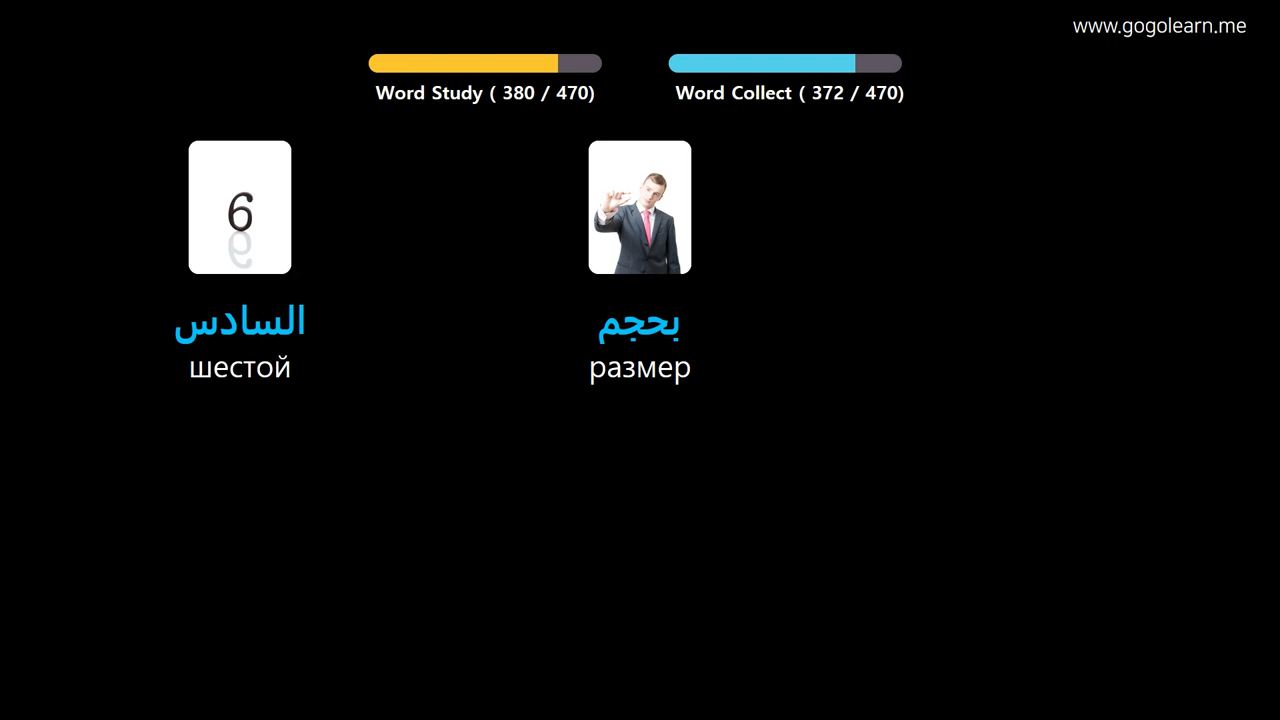 www.gogolearn.me
Word Study ( 380 / 470)
Word Collect ( 372 / 470)
6
السادس
шестой
بحجم
размер